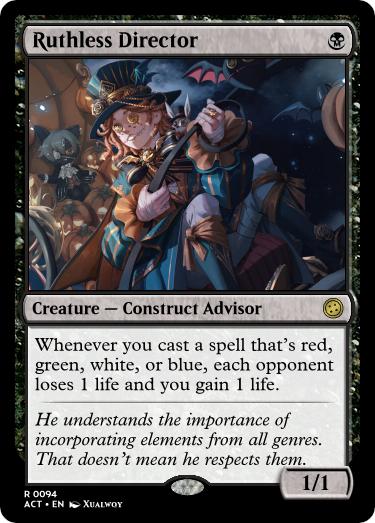 Ruthless Director
Creature — Construct Advisor
Whenever you cast a spell that's red,
green, white, or blue, each opponent
loses 1 life and you gain 1 life.
He understands the importance of
incorporating elements from all genres.
That doesn't mean he respects them.
1/1
R 0094
ACT • EN Xualwoy